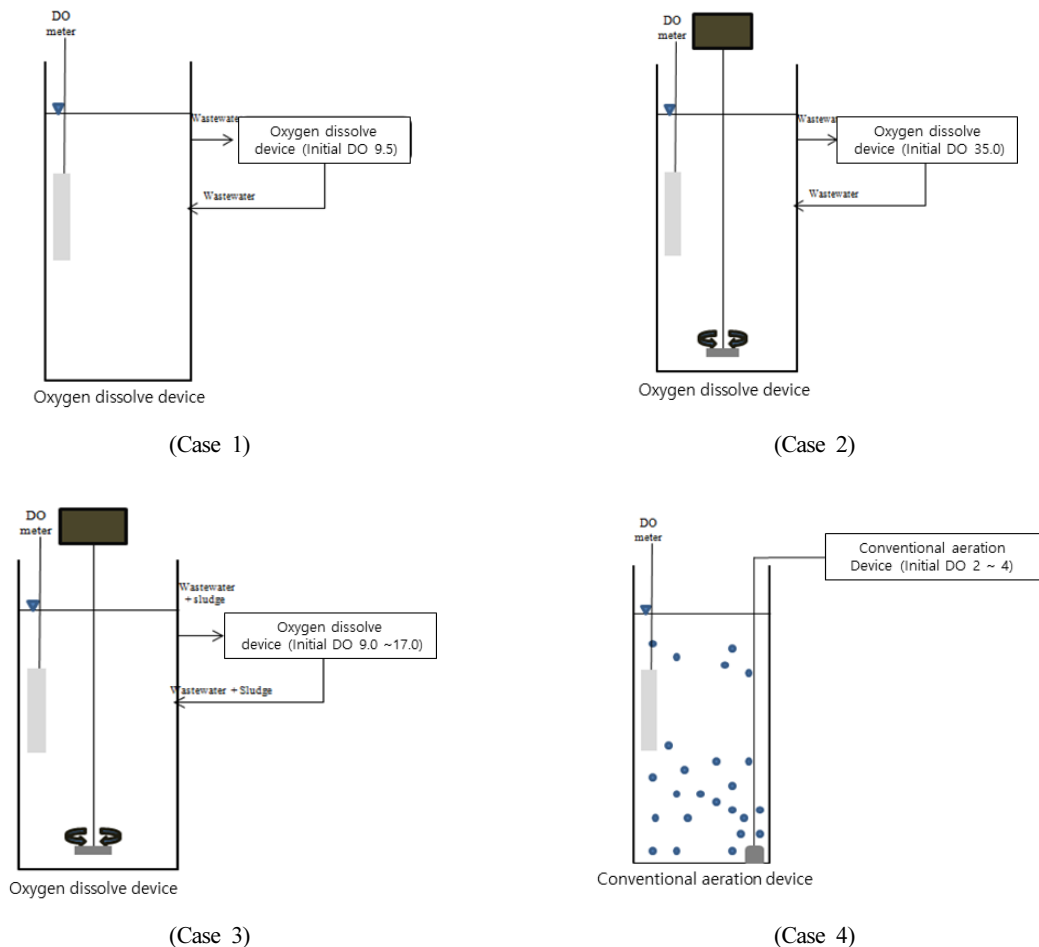 DO
meter
Wastewate
Oxygen dissolve
device (Initial DO 9.5)
Wastewater
Oxygen dissolve device
(Case 1)
DO
meter
Wastewa
Oxygen dissolve
device (Initial DO 35.0)
Wastewater
Oxygen dissolve device
(Case 2)
DO
meter
Wastewater
+ sludge
Oxygen dissolve
device (Initial DO 9.0 ~17.0)
Wastewater + Sludge
Oxygen dissolve device
(Case 3)
DO
meter
Conventional aeration
Device (Initial DO 2 ~ 4)
Conventional aeration device
(Case 4)